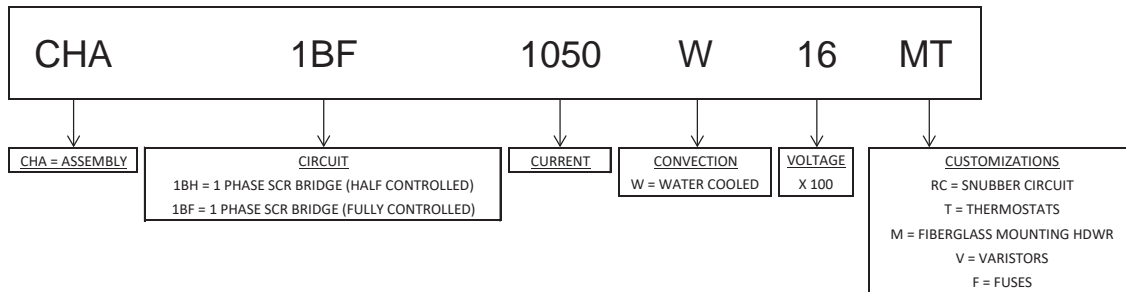 CHA 1BF 1050 W 16 MT
CHA = ASSEMBLY
CIRCUIT
1BH = 1 PHASE SCR BRIDGE (HALF CONTROLLED)
1BF = 1 PHASE SCR BRIDGE (FULLY CONTROLLED)
CURRENT
CONVECTION
W = WATER COOLED
VOLTAGE
X 100
CUSTOMIZATIONS
RC = SNUBBER CIRCUIT
T = THERMOSTATS
M = FIBERGLASS MOUNTING HDWR
V = VARISTORS
F = FUSES